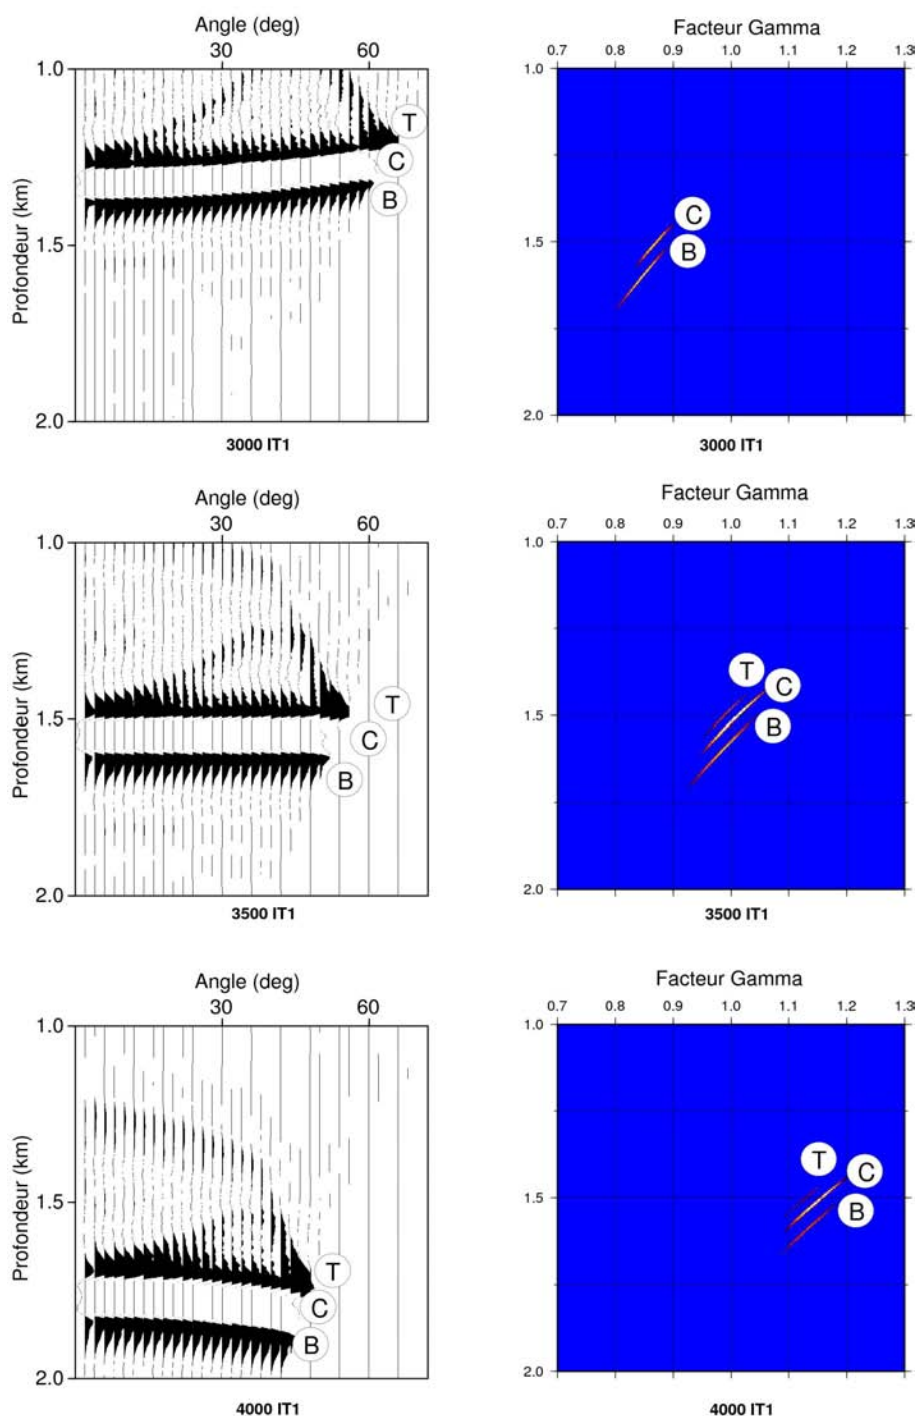 Angle (deg)
30 60
1.0
Profondeur (km)
1.5
2.0
T
C
B
3000 IT1
Facteur Gamma
0.7 0.8 0.9 1.0 1.1 1.2 1.3
1.0
1.5
2.0
C
B
3000 IT1
Angle (deg)
30 60
1.0
Profondeur (km)
1.5
2.0
T
C
B
3500 IT1
Facteur Gamma
0.7 0.8 0.9 1.0 1.1 1.2 1.3
1.0
1.5
2.0
T
C
B
3500 IT1
Angle (deg)
30 60
1.0
Profondeur (km)
1.5
2.0
T
C
B
4000 IT1
Facteur Gamma
0.7 0.8 0.9 1.0 1.1 1.2 1.3
1.0
1.5
2.0
T
C
B
4000 IT1